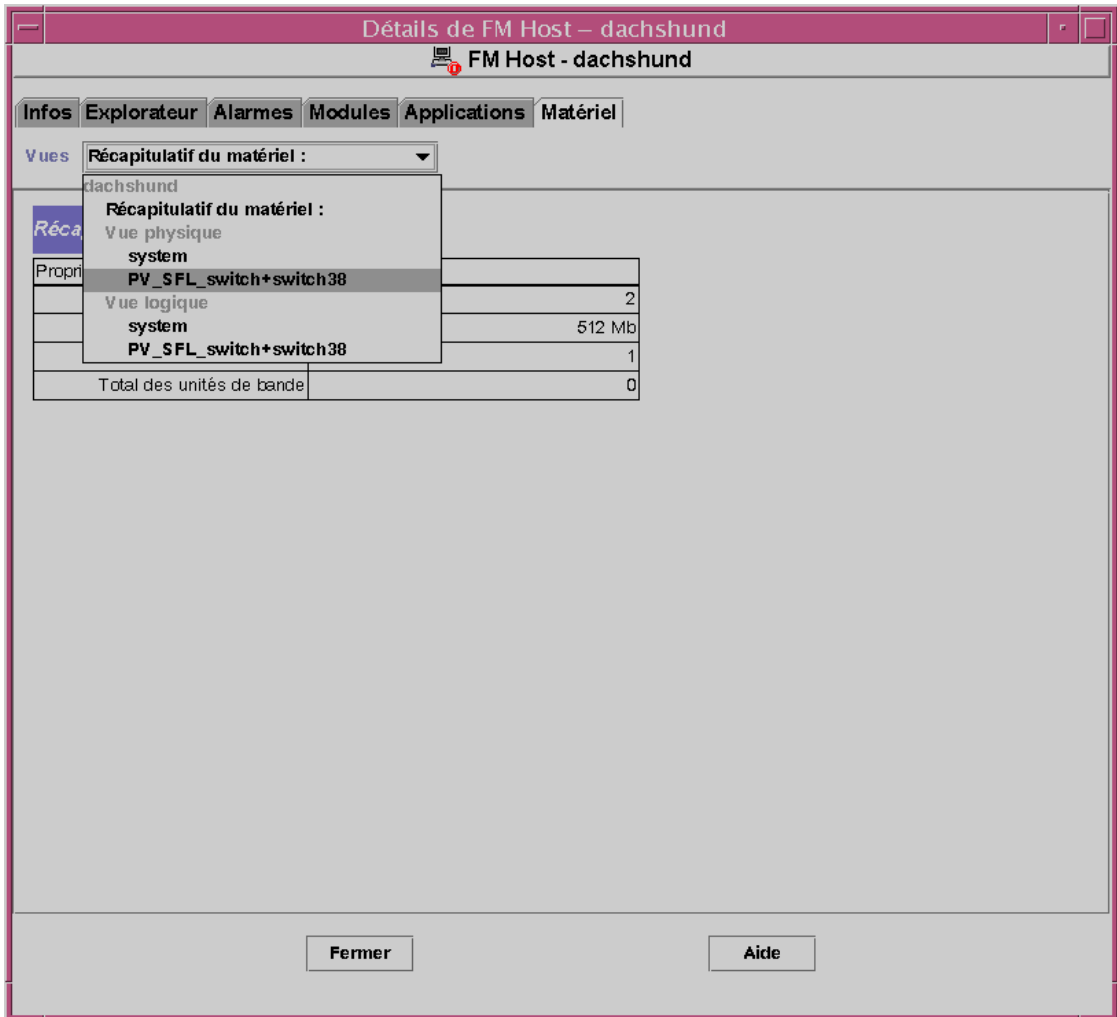 Détails de FM Host – dachshund
FM Host - dachshund
Infos Explorateur Alarmes Modules Applications Matériel
Vues Récapitulatif du matériel :
dachshund
Récapitulatif du matériel :
Vue physique
system
PV_SFL_switch+switch38
Vue logique
system
PV_SFL_switch+switch38
2
512 Mb
1
Total des unités de bande 0
Fermer Aide